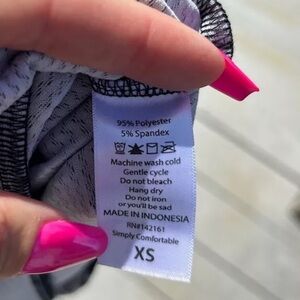 95% Polyester
5% Spandex
Machine wash cold
Gentle cycle
Do not bleach
Hang dry
Do not iron
or you'll be sad
MADE IN INDONESIA
RN#142161
Simply Comfortable
XS